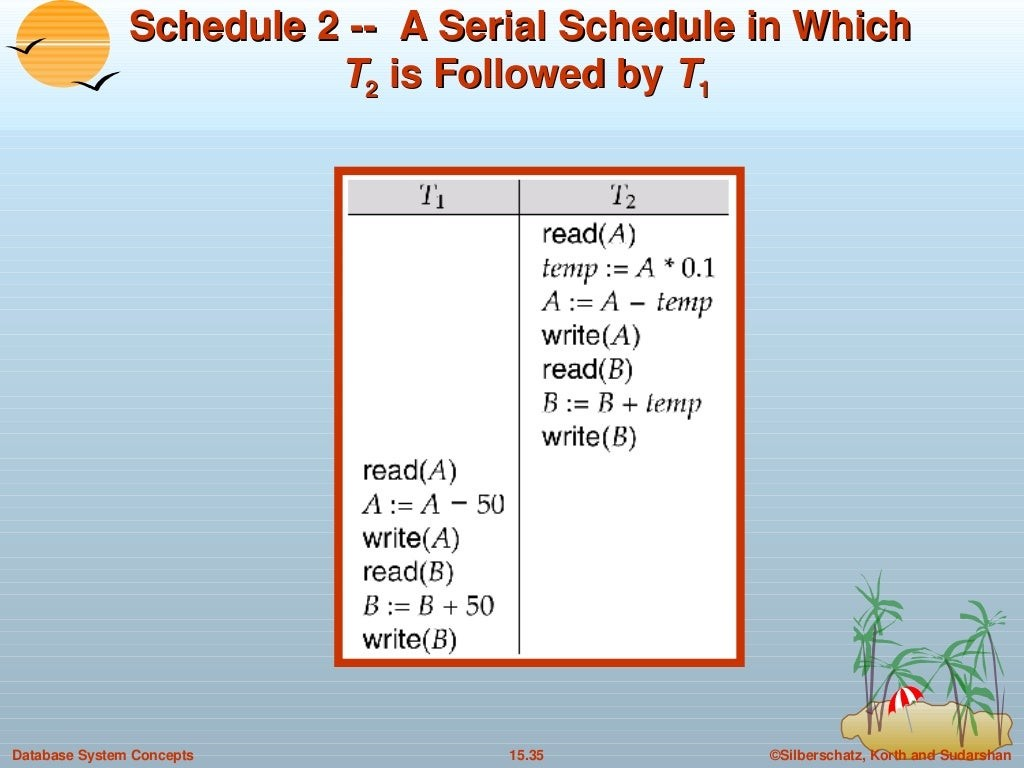 Schedule 2 -- A Serial Schedule in Which
T2 is Followed by T1
T1 T2
read(A)
temp := A * 0.1
A := A − temp
write(A)
read(B)
B := B + temp
write(B)
read(A)
A := A − 50
write(A)
read(B)
B := B + 50
write(B)
Database System Concepts 15.35 ©Silberschatz, Korth and Sudarshan